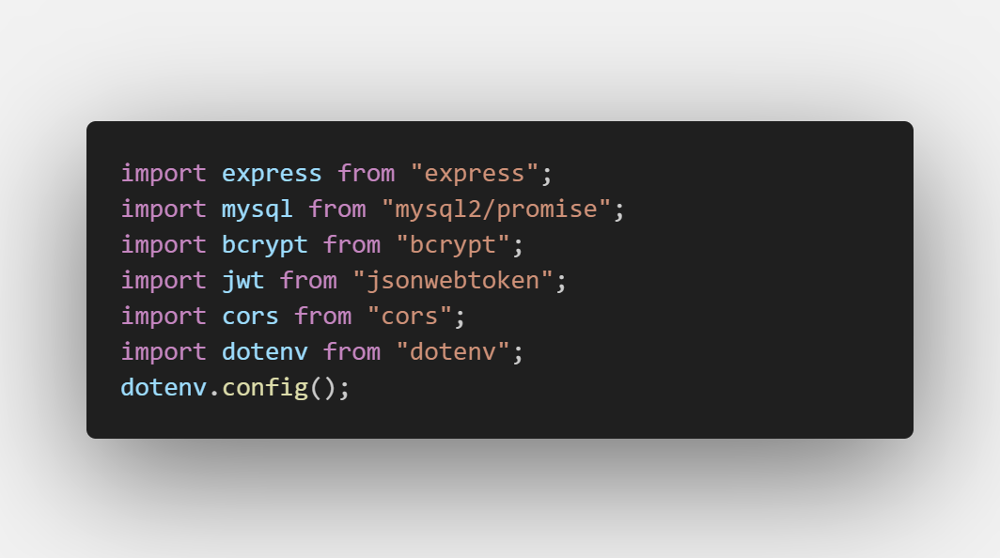 import express from "express";
import mysql from "mysql2/promise";
import bcrypt from "bcrypt";
import jwt from "jsonwebtoken";
import cors from "cors";
import dotenv from "dotenv";
dotenv.config();